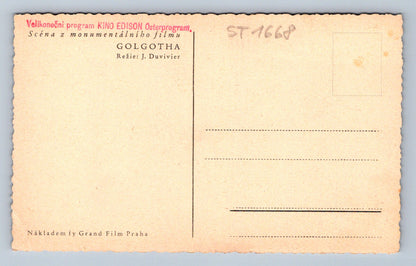 Velikonoční program KINO EDISON Osterprogram.
Scéna z monumentálního filmu
GOLGOTHA
Režie: J. Duvivier
ST 1668
Nákladem fy Grand Film Praha